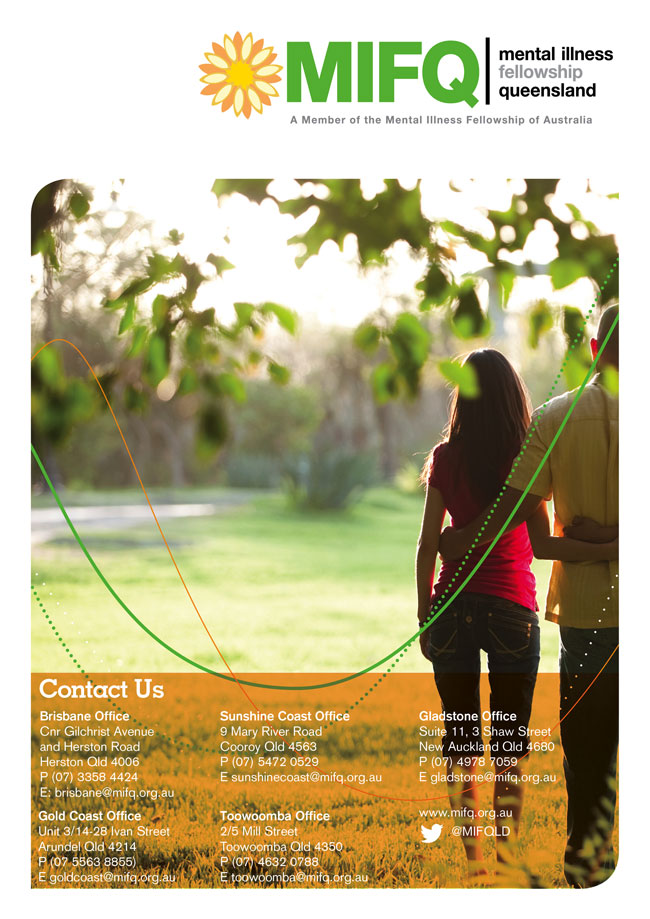 MIFQ
mental illness
fellowship
queensland
A Member of the Mental Illness Fellowship of Australia
Contact Us
Brisbane Office
Cnr Gilchrist Avenue
and Herston Road
Herston Qld 4006
P (07) 3358 4424
E: brisbane@mifq.org.au
Gold Coast Office
Unit 3/14-28 Ivan Street
Arundel Qld 4214
P (07 5563 8855)
E goldcoast@mifq.org.au
Sunshine Coast Office
9 Mary River Road
Cooroy Qld 4563
P (07) 5472 0529
E sunshinecoast@mifq.org.au
Toowoomba Office
2/5 Mill Street
Toowoomba Qld 4350
P (07) 4632 0788
E toowoomba@mifq.org.au
Gladstone Office
Suite 11, 3 Shaw Street
New Auckland Qld 4680
P (07) 4978 7059
E gladstone@mifq.org.au
www.mifq.org.au
@MIFQLD